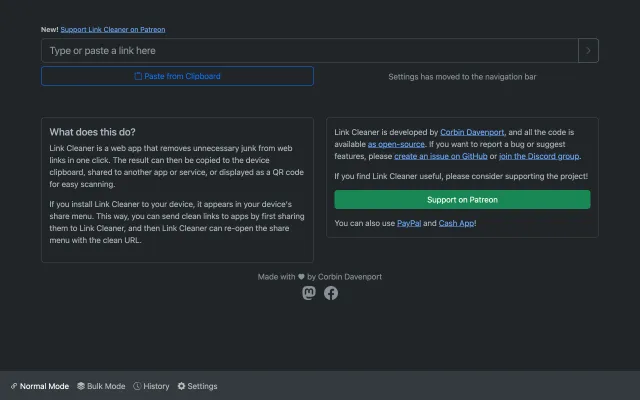 New! Support Link Cleaner on Patreon
Type or paste a link here
Paste from Clipboard
Settings has moved to the navigation bar
What does this do?
Link Cleaner is a web app that removes unnecessary junk from web
links in one click. The result can then be copied to the device
clipboard, shared to another app or service, or displayed as a QR code
for easy scanning.
If you install Link Cleaner to your device, it appears in your device's
share menu. This way, you can send clean links to apps by first sharing
them to Link Cleaner, and then Link Cleaner can re-open the share
menu with the clean URL.
Link Cleaner is developed by Corbin Davenport, and all the code is
available as open-source. If you want to report a bug or suggest
features, please create an issue on GitHub or join the Discord group.
If you find Link Cleaner useful, please consider supporting the project!
Support on Patreon
You can also use PayPal and Cash App!
Made with ♥ by Corbin Davenport
Normal Mode
Bulk Mode
History
Settings